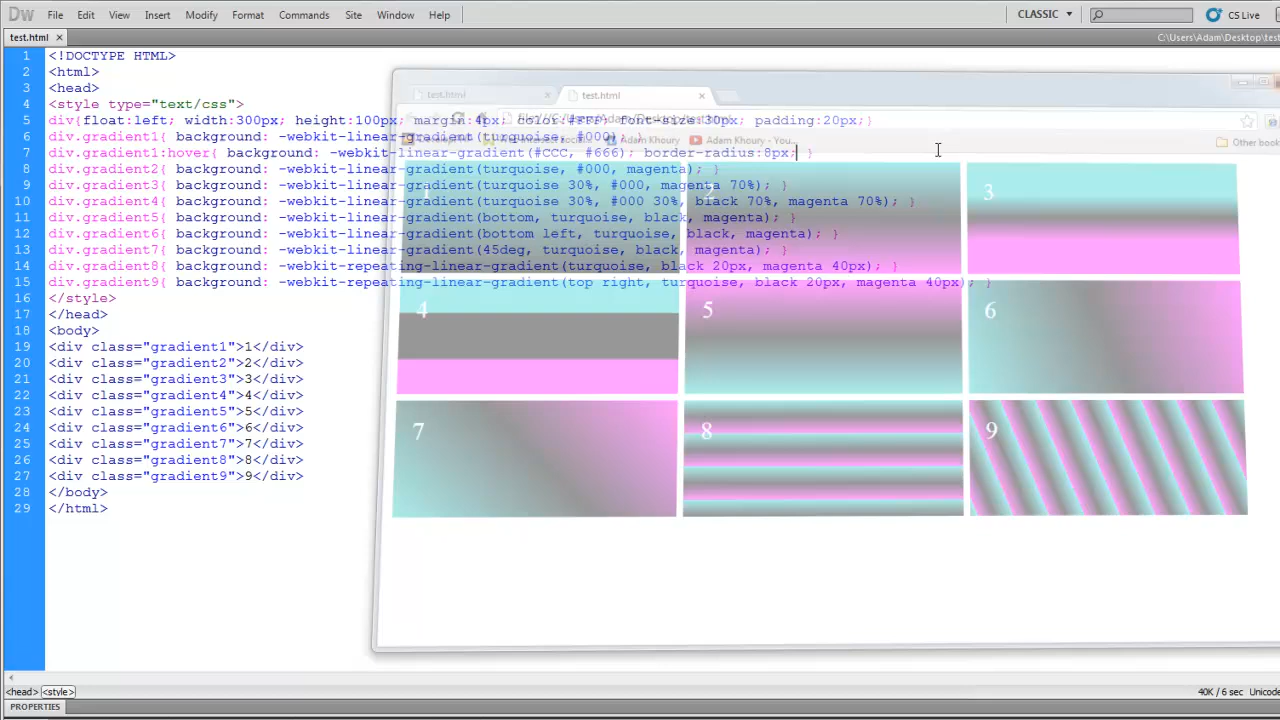 Dw File Edit View Insert Modify Format Commands Site Window Help CLASSIC CS Live
test.html C:\Users\Adam\Desktop\test
1 <!DOCTYPE HTML>
2 <html>
3 <head>
4 <style type="text/css">
5 div{float:left; width:300px; height:100px; margin:4px; color:#FFF; font-size:30px; padding:20px;}
6 div.gradient1{ background: -webkit-linear-gradient(turquoise, #000); }
7 div.gradient1:hover{ background: -webkit-linear-gradient(#CCC, #666); border-radius:8px; }
8 div.gradient2{ background: -webkit-linear-gradient(turquoise, #000, magenta); }
9 div.gradient3{ background: -webkit-linear-gradient(turquoise 30%, #000, magenta 70%); }
10 div.gradient4{ background: -webkit-linear-gradient(turquoise 30%, #000 30%, black 70%, magenta 70%); }
11 div.gradient5{ background: -webkit-linear-gradient(bottom, turquoise, black, magenta); }
12 div.gradient6{ background: -webkit-linear-gradient(bottom left, turquoise, black, magenta); }
13 div.gradient7{ background: -webkit-linear-gradient(45deg, turquoise, black, magenta); }
14 div.gradient8{ background: -webkit-repeating-linear-gradient(turquoise, black 20px, magenta 40px); }
15 div.gradient9{ background: -webkit-repeating-linear-gradient(top right, turquoise, black 20px, magenta 40px); }
16 </style>
17 </head>
18 <body>
19 <div class="gradient1">1</div>
20 <div class="gradient2">2</div>
21 <div class="gradient3">3</div>
22 <div class="gradient4">4</div>
23 <div class="gradient5">5</div>
24 <div class="gradient6">6</div>
25 <div class="gradient7">7</div>
26 <div class="gradient8">8</div>
27 <div class="gradient9">9</div>
28 </body>
29 </html>
test.html test.html
Adam Khoury Adam Khoury - You... Other book
1 2 3
4 5 6
7 8 9
<head> <style> 40K / 6 sec Unicode
PROPERTIES